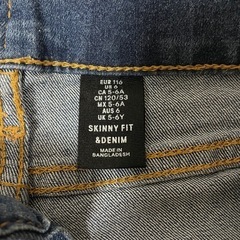 EUR 116
US 6
CA 5-6A
CN 120/53
MX 5-6A
AUS 6
UK 5-6Y
SKINNY FIT
&DENIM
MADE IN
BANGLADESH